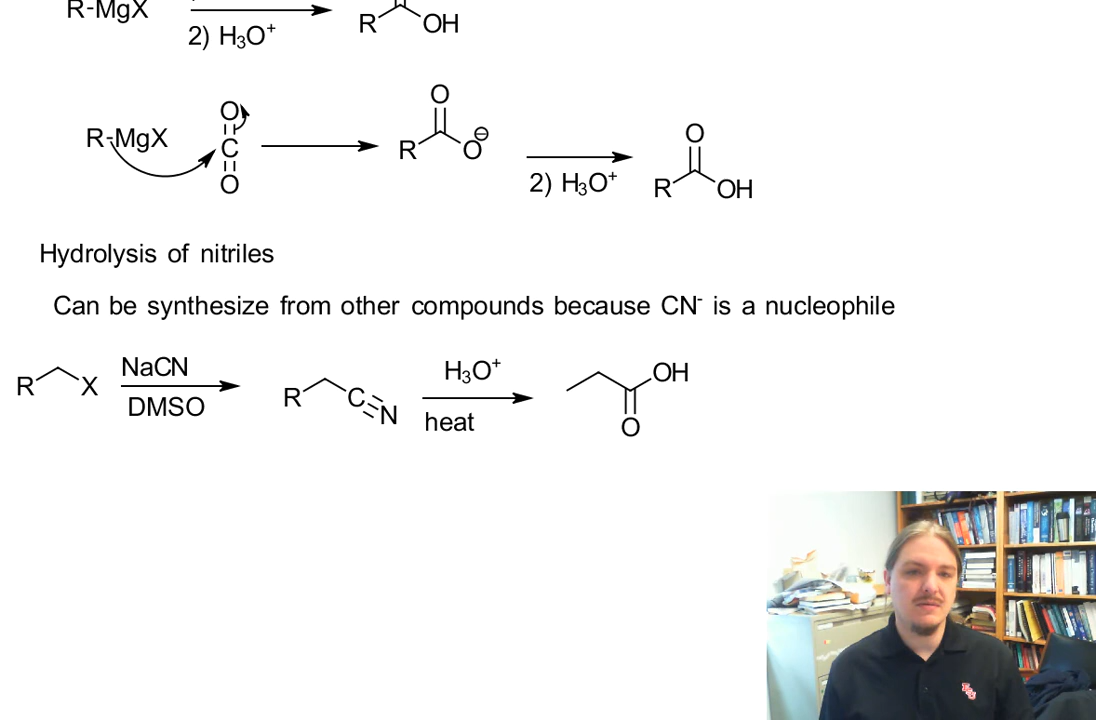 R-MgX
2) H₃O⁺
R OH
O
R-MgX O=C=O R O⊖
2) H₃O⁺
O
R OH
Hydrolysis of nitriles
Can be synthesize from other compounds because CN⁻ is a nucleophile
R X NaCN
DMSO
R C≡N
H₃O⁺
heat
OH
O